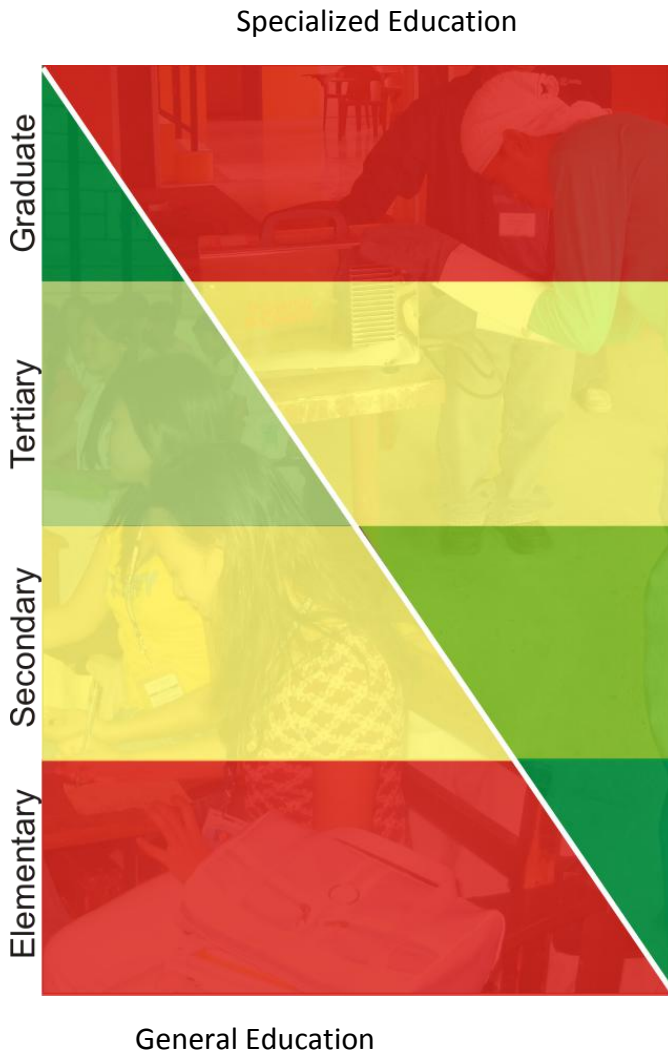 Specialized Education
Graduate
Tertiary
Secondary
Elementary
General Education